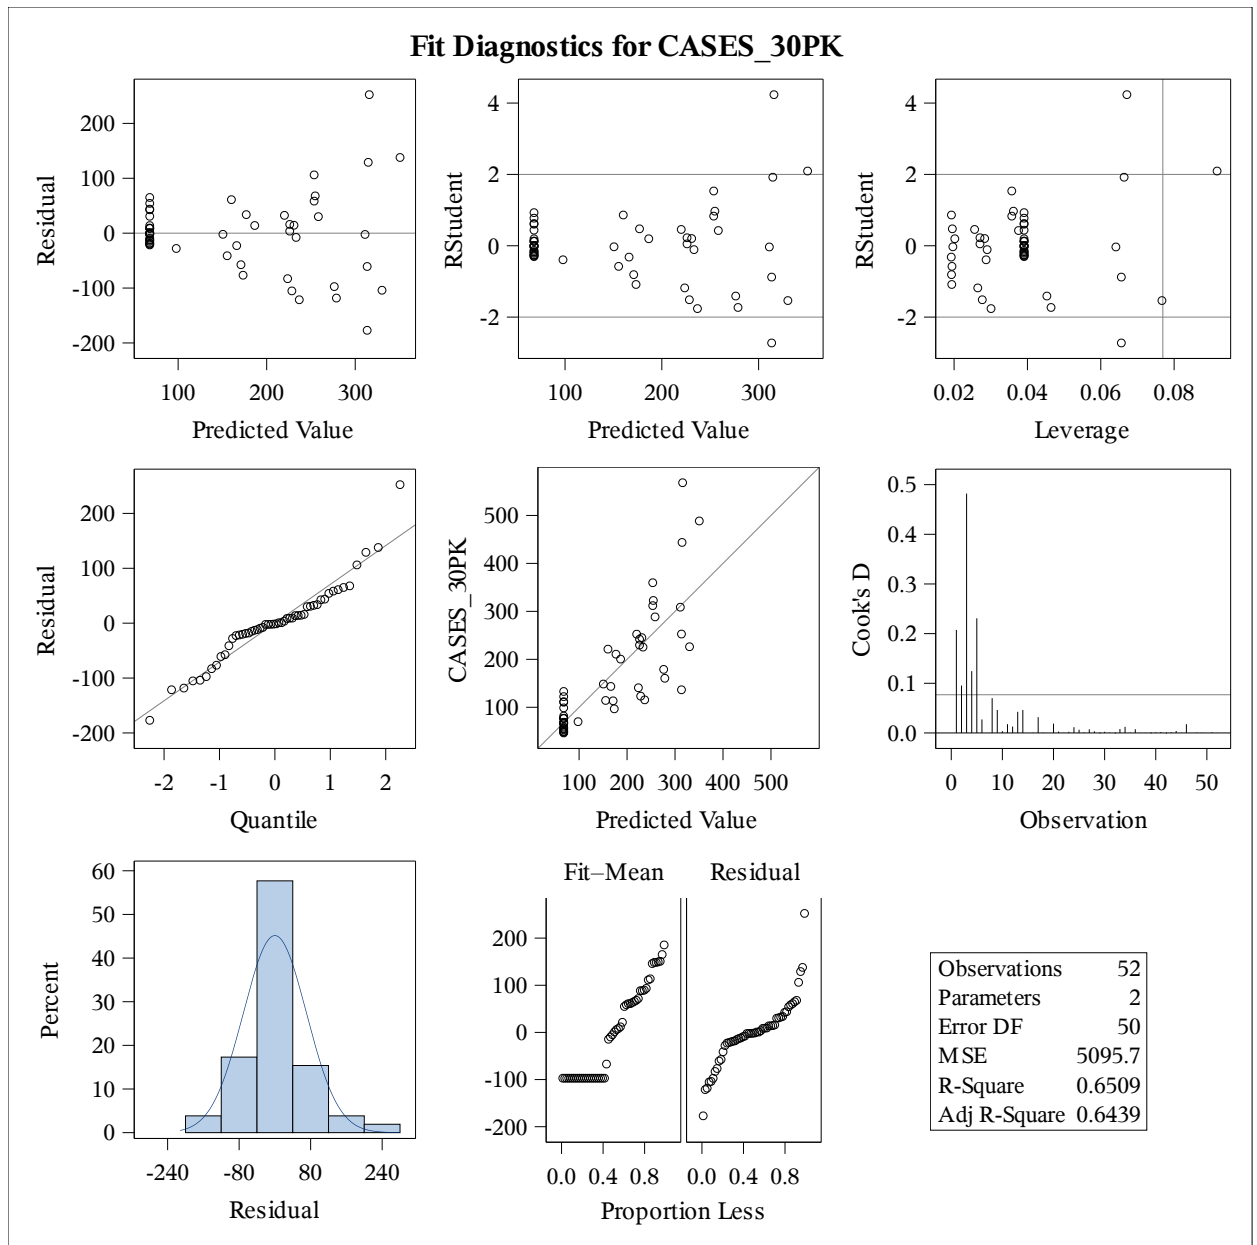 Fit Diagnostics for CASES_30PK
Residual
200
100
0
-100
-200
100 200 300
Predicted Value
RStudent
4
2
0
-2
100 200 300
Predicted Value
RStudent
4
2
0
-2
0.02 0.04 0.06 0.08
Leverage
Residual
200
100
0
-100
-200
-2 -1 0 1 2
Quantile
CASES_30PK
500
400
300
200
100
100 200 300 400 500
Predicted Value
Cook's D
0.5
0.4
0.3
0.2
0.1
0.0
0 10 20 30 40 50
Observation
Percent
60
50
40
30
20
10
0
-240 -80 80 240
Residual
Fit–Mean Residual
200
100
0
-100
-200
0.0 0.4 0.8 0.0 0.4 0.8
Proportion Less
Observations 52
Parameters 2
Error DF 50
MSE 5095.7
R-Square 0.6509
Adj R-Square 0.6439